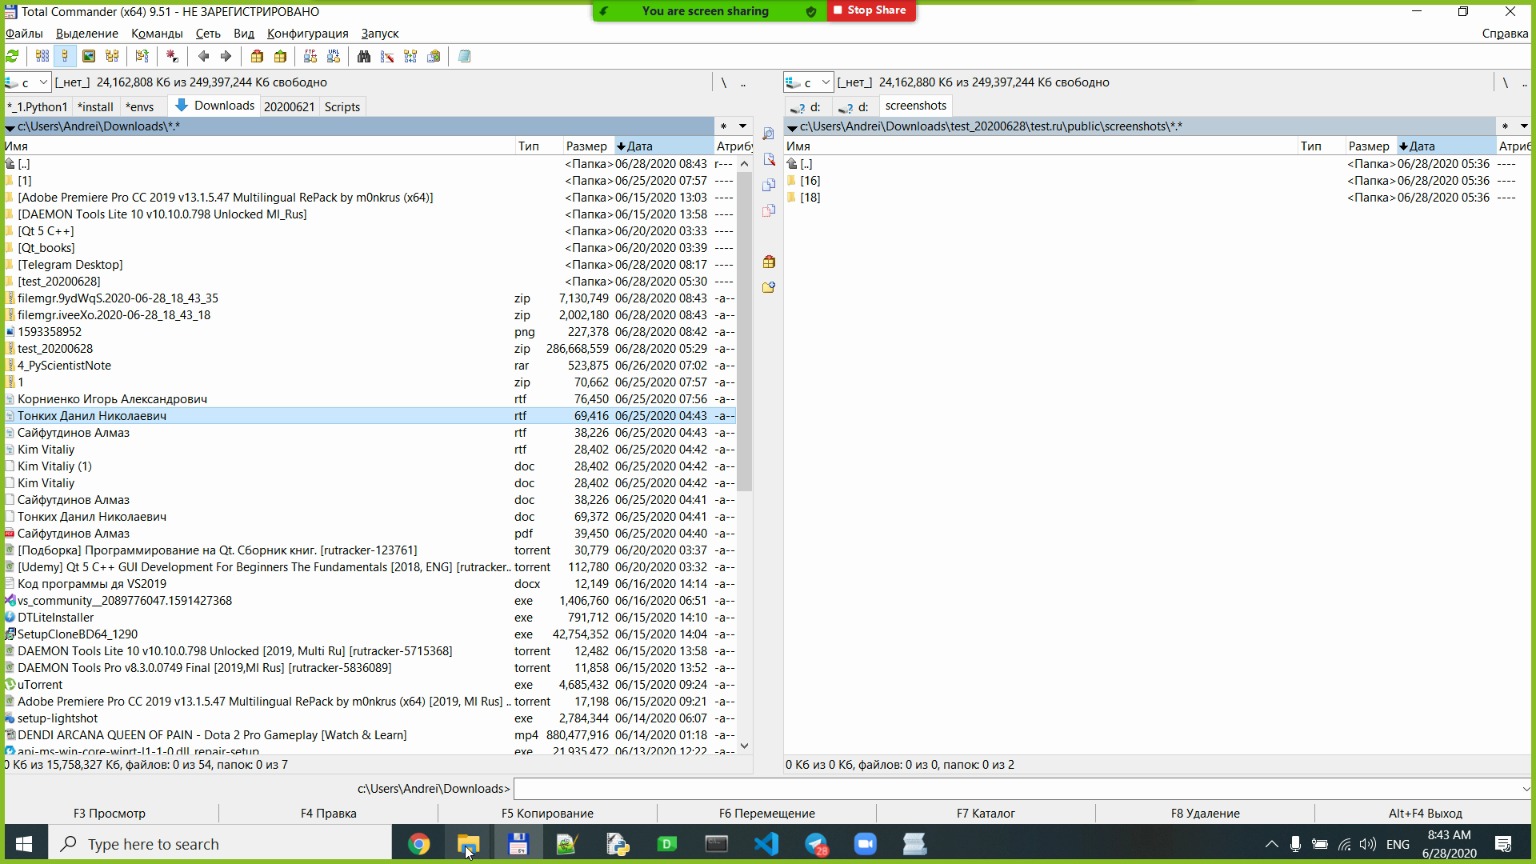 Total Commander (x64) 9.51 - НЕ ЗАРЕГИСТРИРОВАНО
You are screen sharing
Stop Share
Файлы Выделение Команды Сеть Вид Конфигурация Запуск
Справка
c [_нет_] 24,162,808 Кб из 249,397,244 Кб свободно \ ..
c [_нет_] 24,162,880 Кб из 249,397,244 Кб свободно \ ..
*_1.Python1 *install *envs Downloads 20200621 Scripts
d: d: screenshots
c:\Users\Andrei\Downloads\*.* *
c:\Users\Andrei\Downloads\test_20200628\test.ru\public\screenshots\*.* *
Имя Тип Размер Дата Атрибу
[..] <Папка> 06/28/2020 08:43 r---
[1] <Папка> 06/25/2020 07:57 ----
[Adobe Premiere Pro CC 2019 v13.1.5.47 Multilingual RePack by m0nkrus (x64)] <Папка> 06/15/2020 13:03 ----
[DAEMON Tools Lite 10 v10.10.0.798 Unlocked MI_Rus] <Папка> 06/15/2020 13:58 ----
[Qt 5 C++] <Папка> 06/20/2020 03:33 ----
[Qt_books] <Папка> 06/20/2020 03:39 ----
[Telegram Desktop] <Папка> 06/28/2020 08:17 ----
[test_20200628] <Папка> 06/28/2020 05:30 ----
filemgr.9ydWqS.2020-06-28_18_43_35 zip 7,130,749 06/28/2020 08:43 -a--
filemgr.iveeXo.2020-06-28_18_43_18 zip 2,002,180 06/28/2020 08:43 -a--
1593358952 png 227,378 06/28/2020 08:42 -a--
test_20200628 zip 286,668,559 06/28/2020 05:29 -a--
4_PyScientistNote rar 523,875 06/26/2020 07:02 -a--
1 zip 70,662 06/25/2020 07:57 -a--
Корниенко Игорь Александрович rtf 76,450 06/25/2020 07:56 -a--
Тонких Данил Николаевич rtf 69,416 06/25/2020 04:43 -a--
Сайфутдинов Алмаз rtf 38,226 06/25/2020 04:43 -a--
Kim Vitaliy rtf 28,402 06/25/2020 04:42 -a--
Kim Vitaliy (1) doc 28,402 06/25/2020 04:42 -a--
Kim Vitaliy doc 28,402 06/25/2020 04:42 -a--
Сайфутдинов Алмаз doc 38,226 06/25/2020 04:41 -a--
Тонких Данил Николаевич doc 69,372 06/25/2020 04:41 -a--
Сайфутдинов Алмаз pdf 39,450 06/25/2020 04:40 -a--
[Подборка] Программирование на Qt. Сборник книг. [rutracker-123761] torrent 30,779 06/20/2020 03:37 -a--
[Udemy] Qt 5 C++ GUI Development For Beginners The Fundamentals [2018, ENG] [rutracker.. torrent 112,780 06/20/2020 03:32 -a--
Код программы дя VS2019 docx 12,149 06/16/2020 14:14 -a--
vs_community__2089776047.1591427368 exe 1,406,760 06/16/2020 06:51 -a--
DTLiteInstaller exe 791,712 06/15/2020 14:10 -a--
SetupCloneBD64_1290 exe 42,754,352 06/15/2020 14:04 -a--
DAEMON Tools Lite 10 v10.10.0.798 Unlocked [2019, Multi Ru] [rutracker-5715368] torrent 12,482 06/15/2020 13:58 -a--
DAEMON Tools Pro v8.3.0.0749 Final [2019,MI Rus] [rutracker-5836089] torrent 11,858 06/15/2020 13:52 -a--
uTorrent exe 4,685,432 06/15/2020 09:24 -a--
Adobe Premiere Pro CC 2019 v13.1.5.47 Multilingual RePack by m0nkrus (x64) [2019, MI Rus] .. torrent 17,198 06/15/2020 09:21 -a--
setup-lightshot exe 2,784,344 06/14/2020 06:07 -a--
DENDI ARCANA QUEEN OF PAIN - Dota 2 Pro Gameplay [Watch & Learn] mp4 880,477,916 06/14/2020 01:18 -a--
api-ms-win-core-winrt-l1-1-0.dll_repair-setup exe 21,935,472 06/13/2020 12:22 -a--
0 Кб из 15,758,327 Кб, файлов: 0 из 54, папок: 0 из 7
Имя Тип Размер Дата Атриб
[..] <Папка> 06/28/2020 05:36 ----
[16] <Папка> 06/28/2020 05:36 ----
[18] <Папка> 06/28/2020 05:36 ----
0 Кб из 0 Кб, файлов: 0 из 0, папок: 0 из 2
c:\Users\Andrei\Downloads>
F3 Просмотр F4 Правка F5 Копирование F6 Перемещение F7 Каталог F8 Удаление Alt+F4 Выход
Type here to search
28
ENG
8:43 AM
6/28/2020